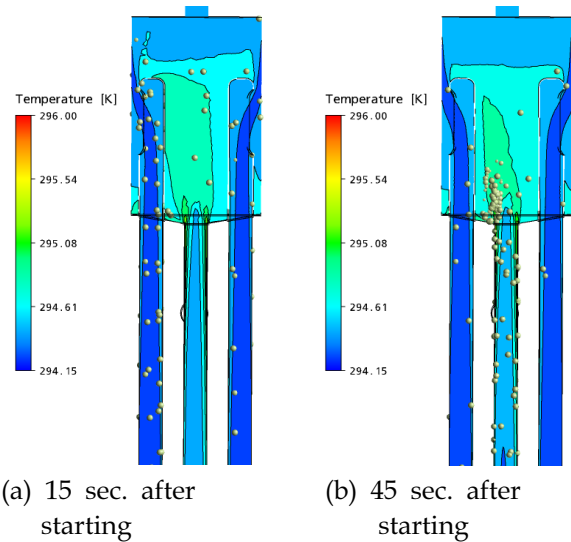 Temperature [K]
296.00
295.54
295.08
294.61
294.15
Temperature [K]
296.00
295.54
295.08
294.61
294.15
(a) 15 sec. after
starting
(b) 45 sec. after
starting